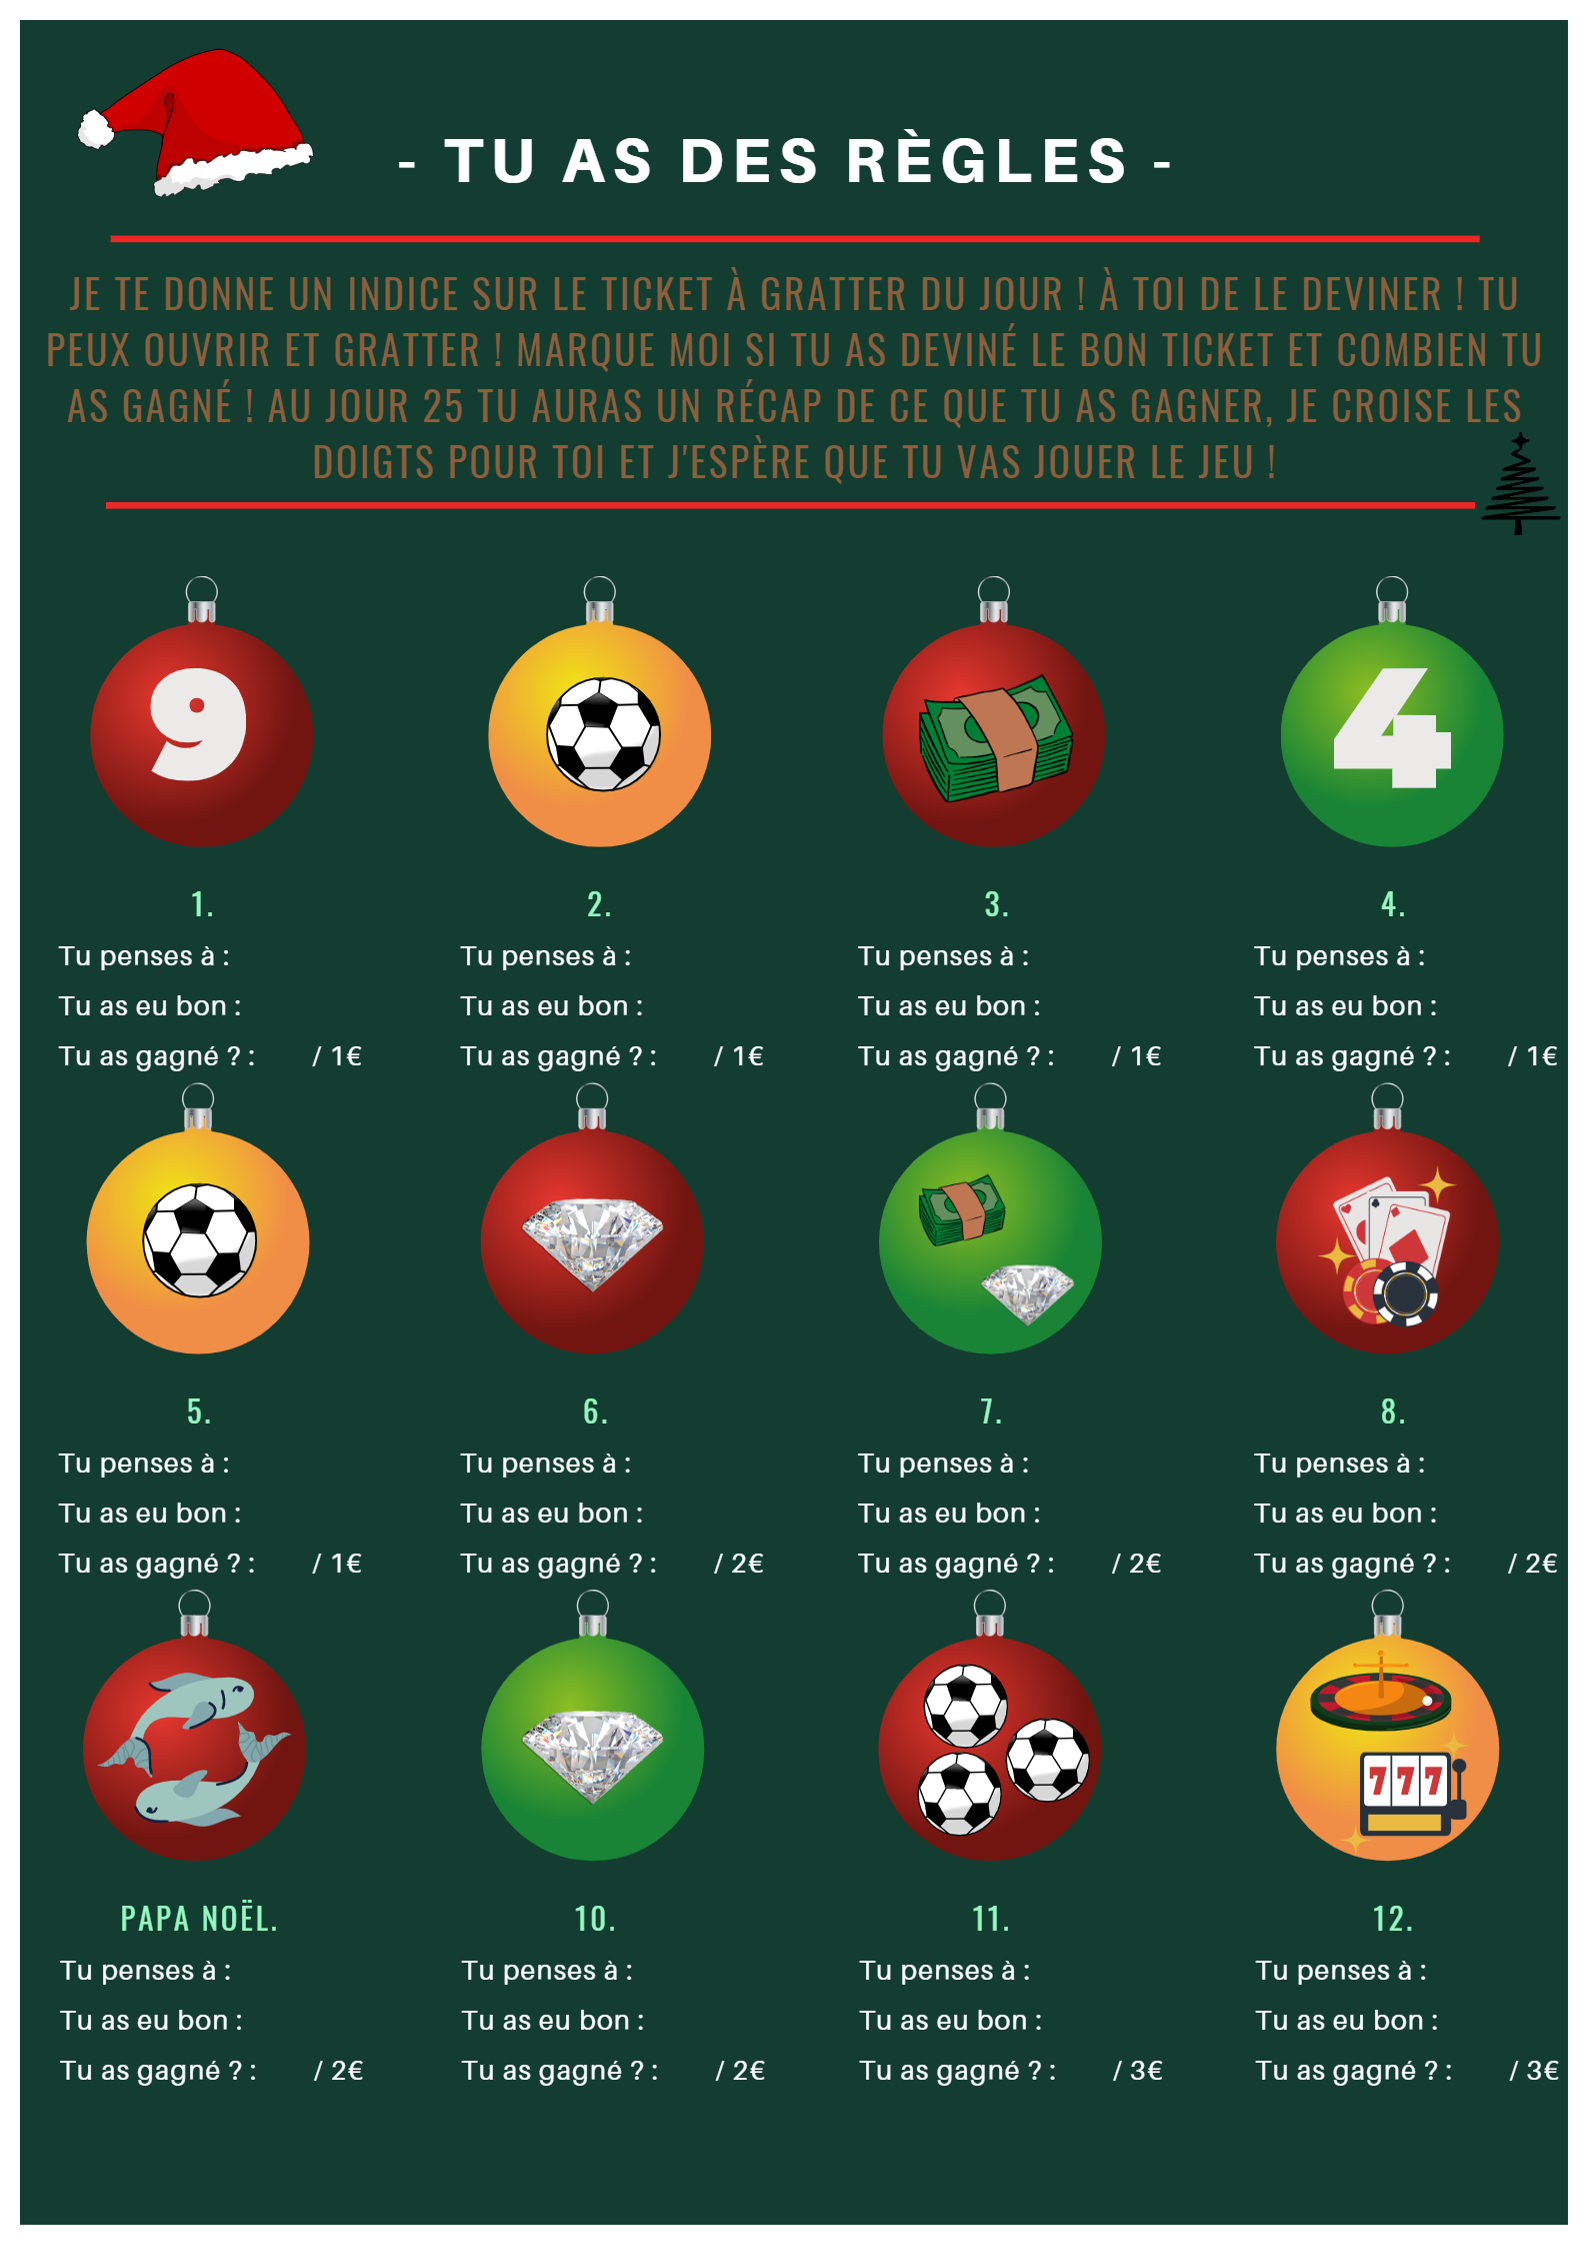 - TU AS DES RÈGLES -
JE TE DONNE UN INDICE SUR LE TICKET À GRATTER DU JOUR ! À TOI DE LE DEVINER ! TU
PEUX OUVRIR ET GRATTER ! MARQUE MOI SI TU AS DEVINÉ LE BON TICKET ET COMBIEN TU
AS GAGNÉ ! AU JOUR 25 TU AURAS UN RÉCAP DE CE QUE TU AS GAGNER, JE CROISE LES
DOIGTS POUR TOI ET J'ESPÈRE QUE TU VAS JOUER LE JEU !
9
4
1.
Tu penses à :
Tu as eu bon :
Tu as gagné ? : / 1€
2.
Tu penses à :
Tu as eu bon :
Tu as gagné ? : / 1€
3.
Tu penses à :
Tu as eu bon :
Tu as gagné ? : / 1€
4.
Tu penses à :
Tu as eu bon :
Tu as gagné ? : / 1€
5.
Tu penses à :
Tu as eu bon :
Tu as gagné ? : / 1€
6.
Tu penses à :
Tu as eu bon :
Tu as gagné ? : / 2€
7.
Tu penses à :
Tu as eu bon :
Tu as gagné ? : / 2€
8.
Tu penses à :
Tu as eu bon :
Tu as gagné ? : / 2€
777
PAPA NOËL.
Tu penses à :
Tu as eu bon :
Tu as gagné ? : / 2€
10.
Tu penses à :
Tu as eu bon :
Tu as gagné ? : / 2€
11.
Tu penses à :
Tu as eu bon :
Tu as gagné ? : / 3€
12.
Tu penses à :
Tu as eu bon :
Tu as gagné ? : / 3€